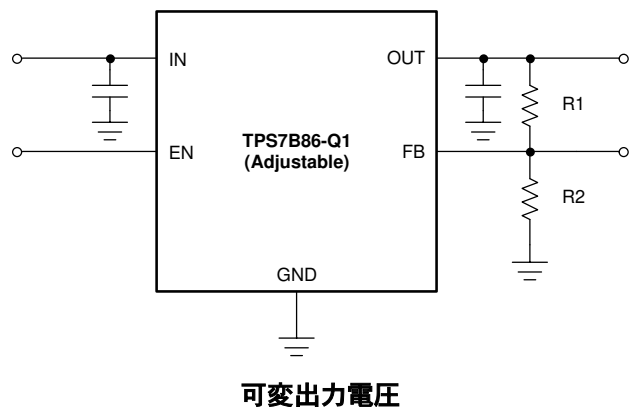 IN
OUT
R1
TPS7B86-Q1
(Adjustable)
EN
FB
R2
GND
可変出力電圧